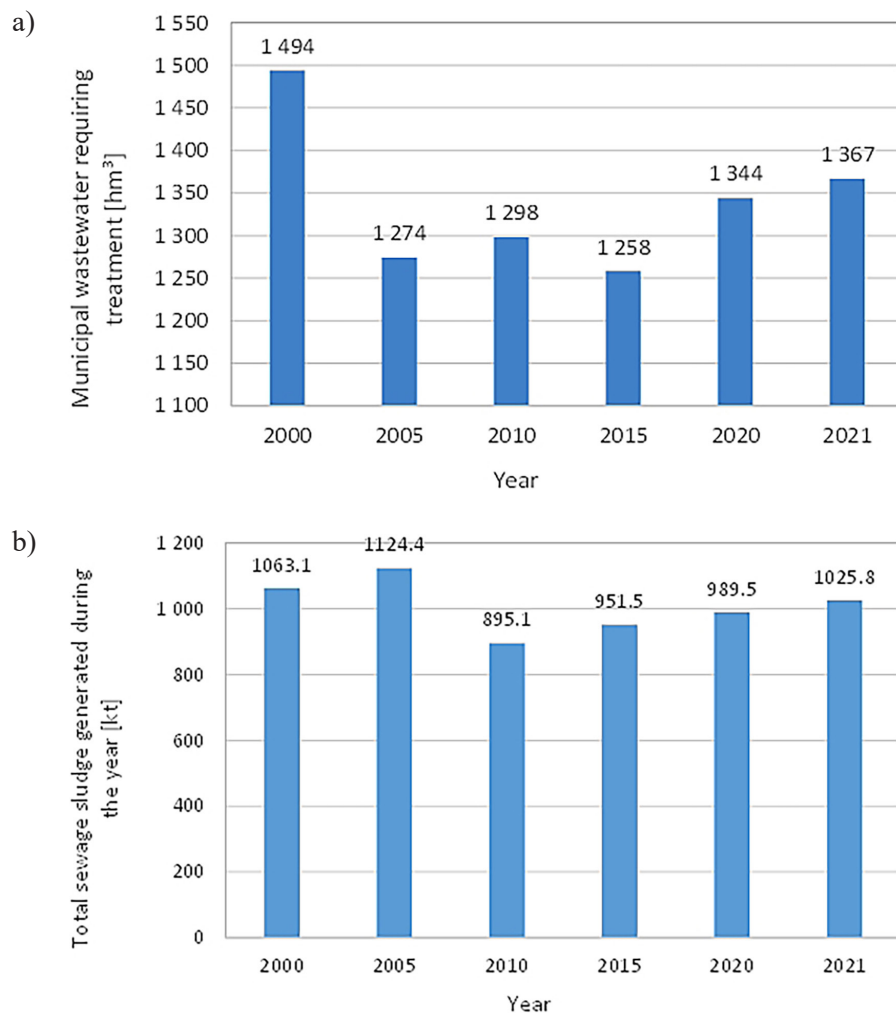 a)
Municipal wastewater requiring
treatment [hm³]
1 550
1 500
1 450
1 400
1 350
1 300
1 250
1 200
1 150
1 100
1 494
1 274
1 298
1 258
1 344
1 367
2000 2005 2010 2015 2020 2021
Year
b)
Total sewage sludge generated during
the year [kt]
1 200
1 000
800
600
400
200
0
1063.1
1124.4
895.1
951.5
989.5
1025.8
2000 2005 2010 2015 2020 2021
Year